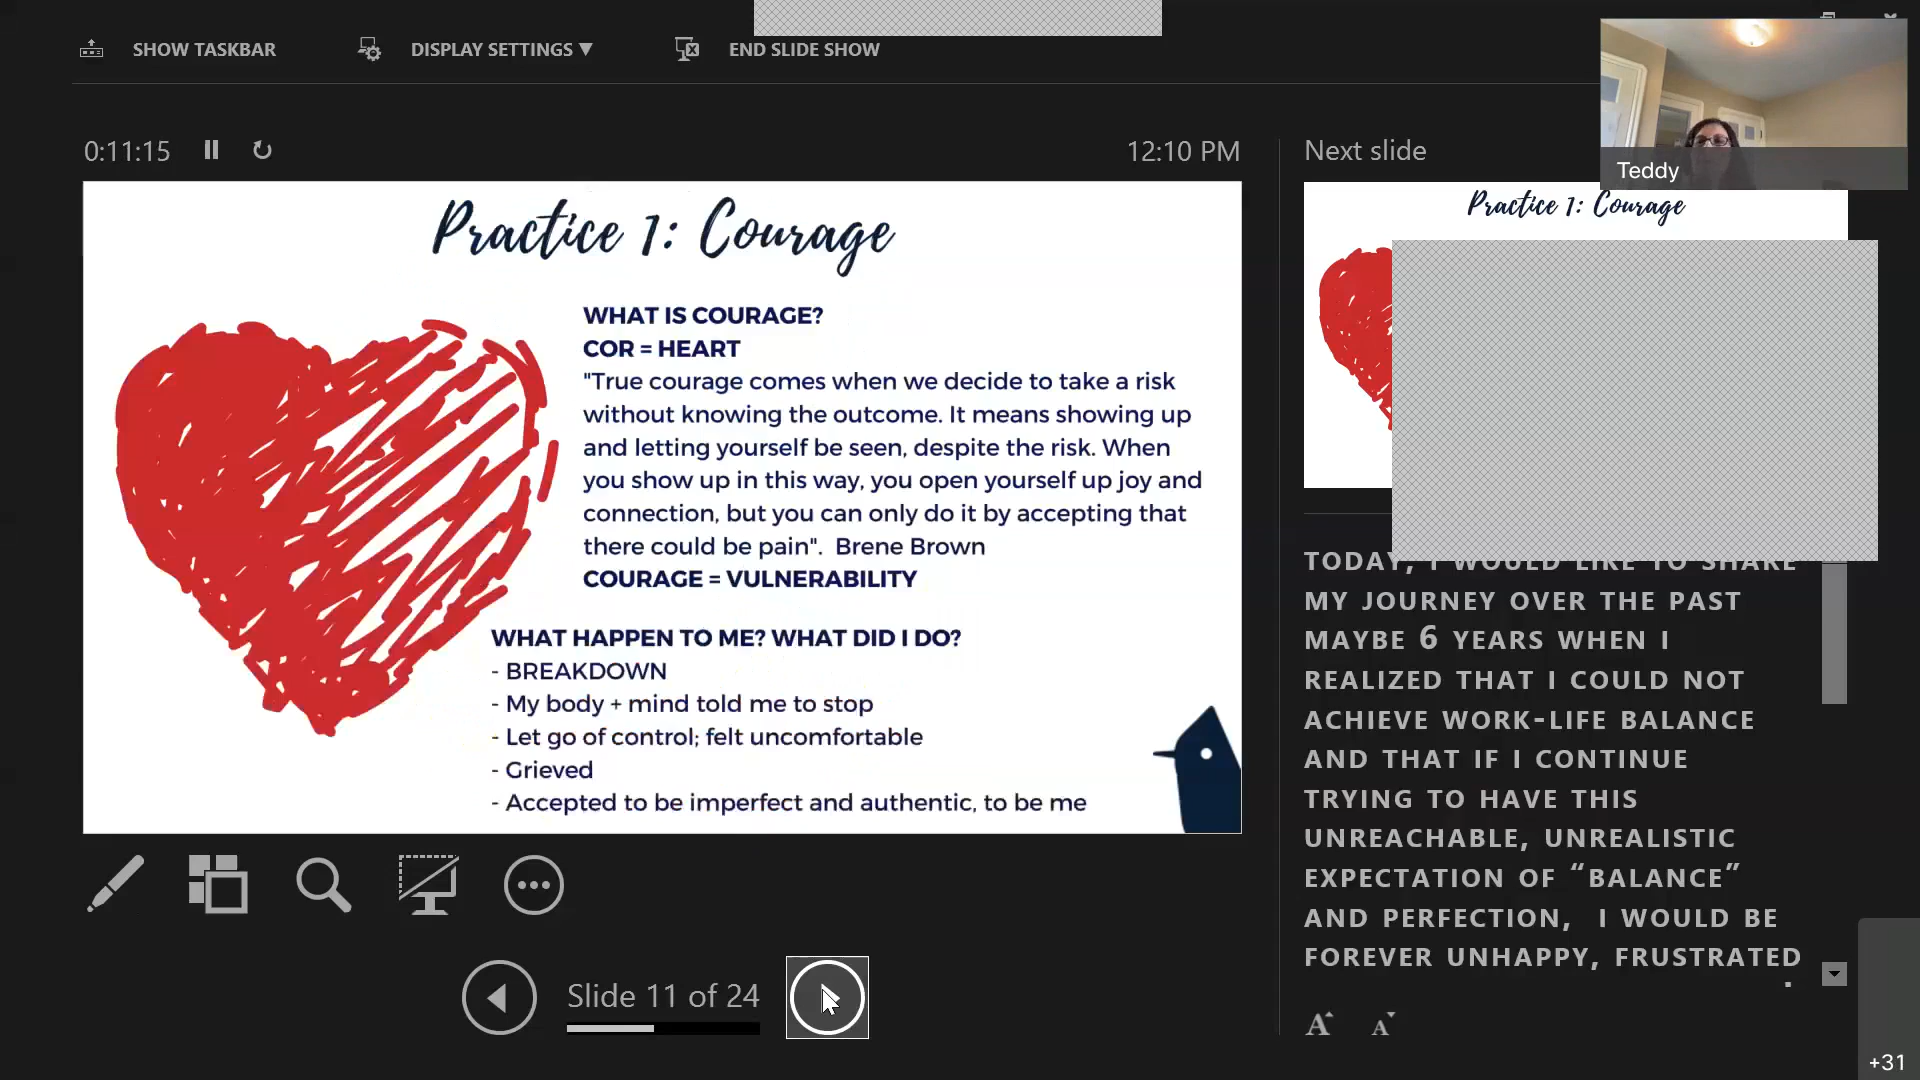 SHOW TASKBAR
DISPLAY SETTINGS ▼
END SLIDE SHOW
0:11:15
12:10 PM
Practice 1: Courage
WHAT IS COURAGE?
COR = HEART
"True courage comes when we decide to take a risk
without knowing the outcome. It means showing up
and letting yourself be seen, despite the risk. When
you show up in this way, you open yourself up joy and
connection, but you can only do it by accepting that
there could be pain". Brene Brown
COURAGE = VULNERABILITY
WHAT HAPPEN TO ME? WHAT DID I DO?
- BREAKDOWN
- My body + mind told me to stop
- Let go of control; felt uncomfortable
- Grieved
- Accepted to be imperfect and authentic, to be me
Slide 11 of 24
Next slide
Teddy
Practice 1: Courage
TODAY, I WOULD LIKE TO SHARE
MY JOURNEY OVER THE PAST
MAYBE 6 YEARS WHEN I
REALIZED THAT I COULD NOT
ACHIEVE WORK-LIFE BALANCE
AND THAT IF I CONTINUE
TRYING TO HAVE THIS
UNREACHABLE, UNREALISTIC
EXPECTATION OF “BALANCE”
AND PERFECTION, I WOULD BE
FOREVER UNHAPPY, FRUSTRATED
A A
+31